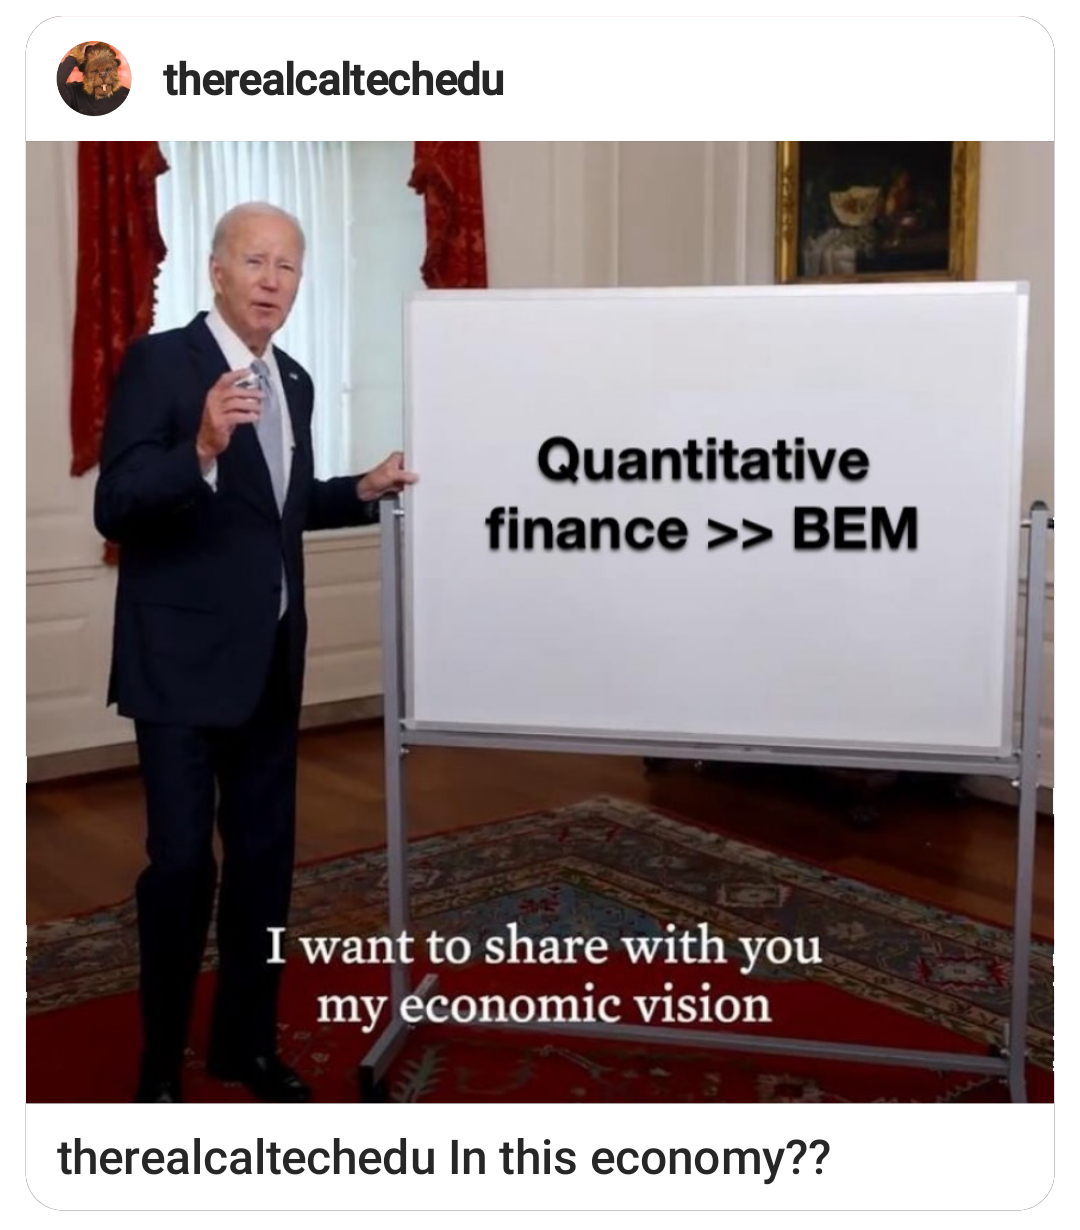 therealcaltechedu
Quantitative
finance >> BEM
I want to share with you
my economic vision
therealcaltechedu In this economy??